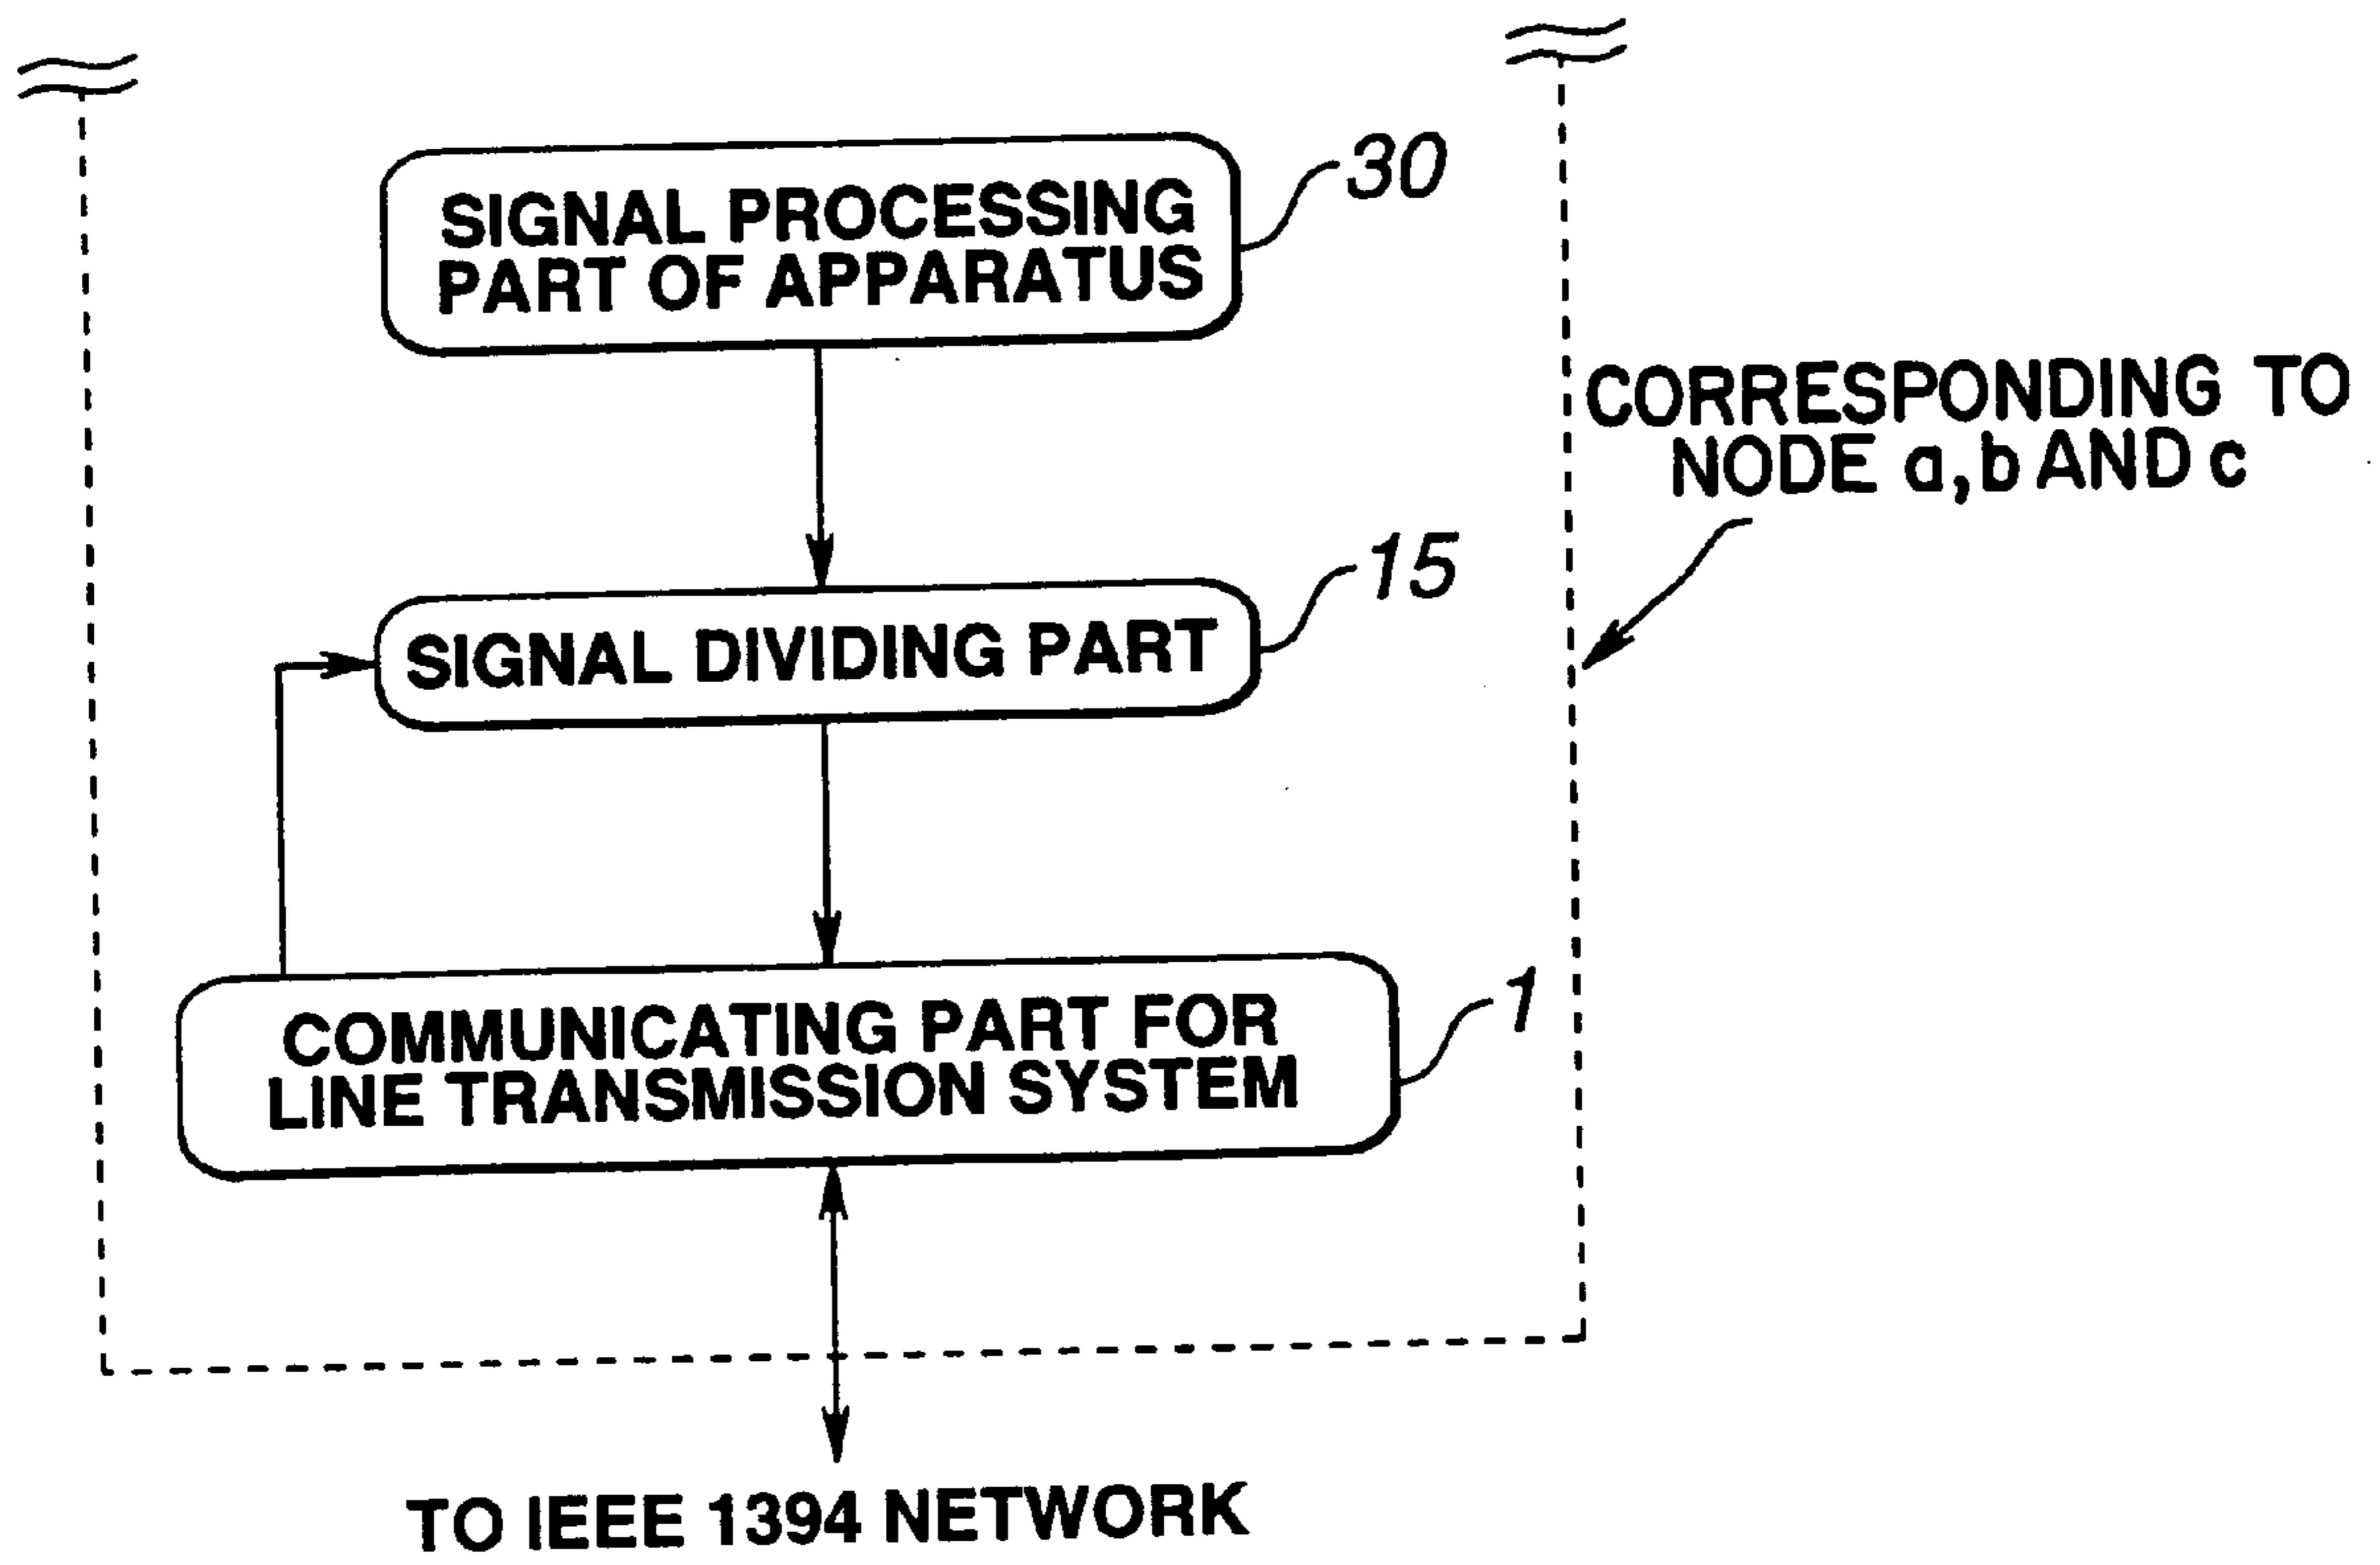 SIGNAL PROCESSING
PART OF APPARATUS
30
CORRESPONDING TO
NODE a,b AND c
15
SIGNAL DIVIDING PART
COMMUNICATING PART FOR
LINE TRANSMISSION SYSTEM
1
TO IEEE 1394 NETWORK